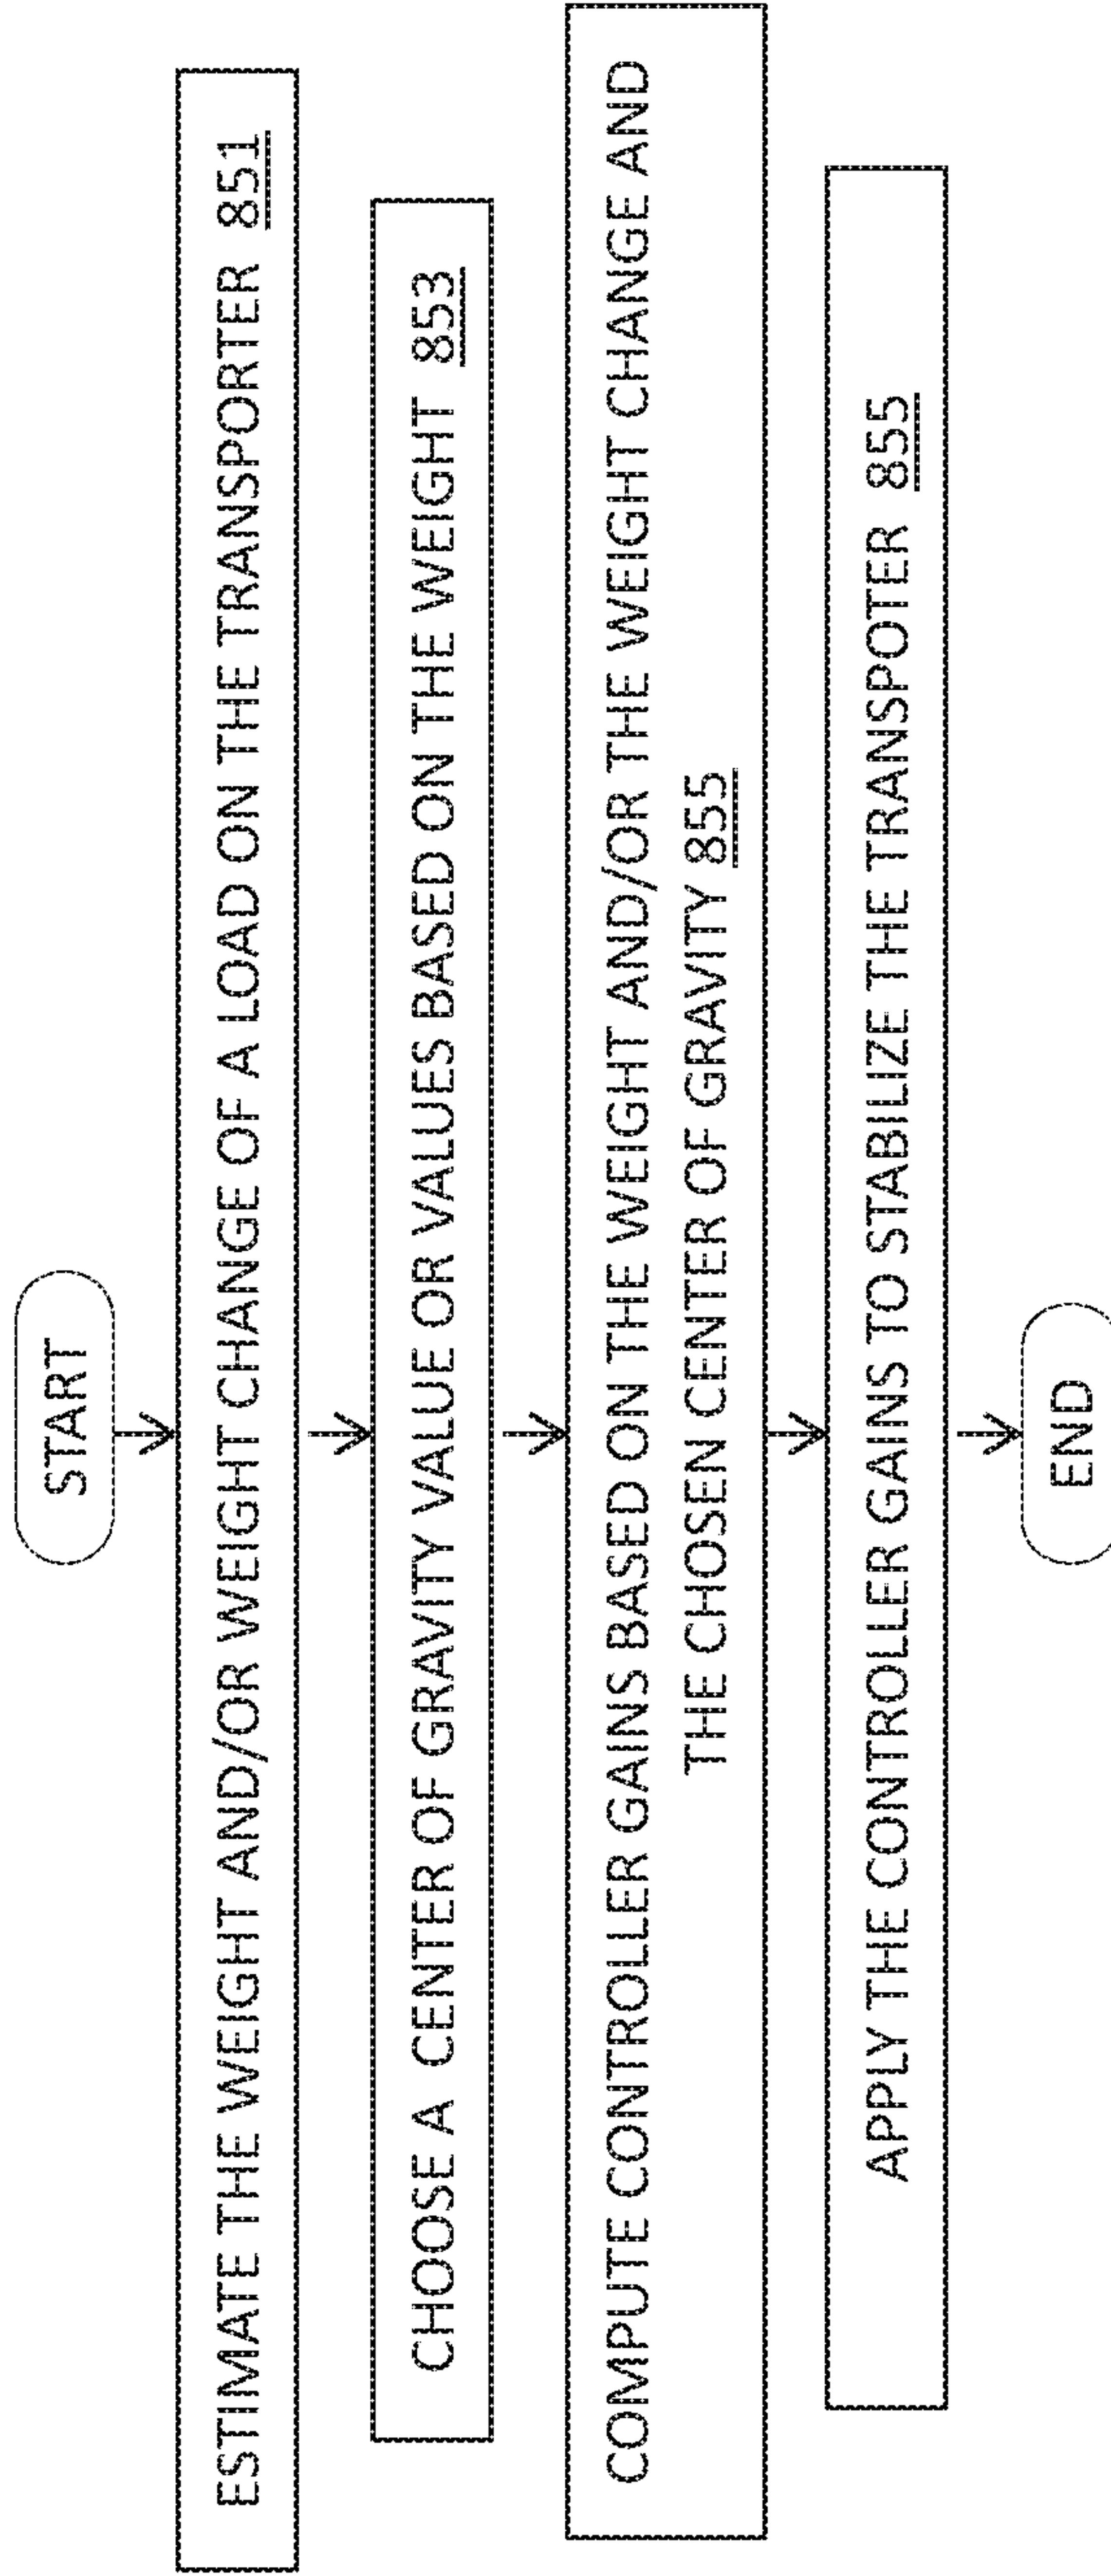 START
ESTIMATE THE WEIGHT AND/OR WEIGHT CHANGE OF A LOAD ON THE TRANSPORTER 851
CHOOSE A CENTER OF GRAVITY VALUE OR VALUES BASED ON THE WEIGHT 853
COMPUTE CONTROLLER GAINS BASED ON THE WEIGHT AND/OR THE WEIGHT CHANGE AND
THE CHOSEN CENTER OF GRAVITY 855
APPLY THE CONTROLLER GAINS TO STABILIZE THE TRANSPOTER 855
END